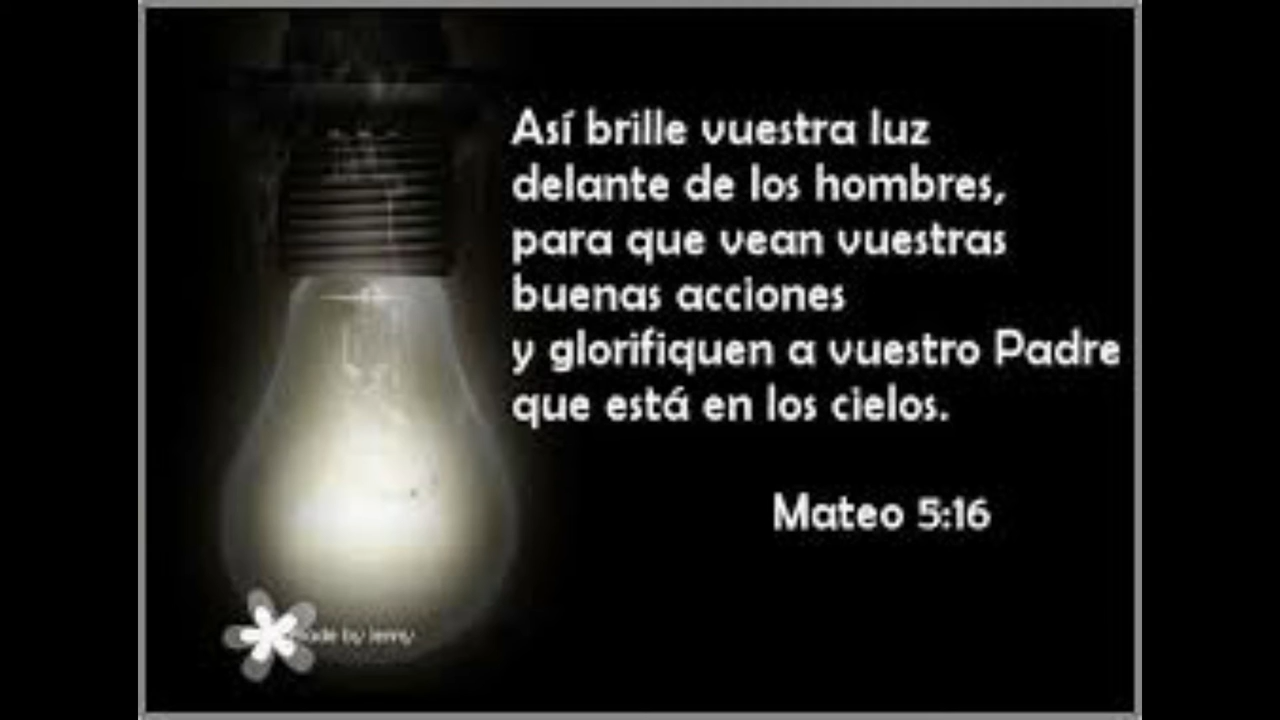 Así brille vuestra luz
delante de los hombres,
para que vean vuestras
buenas acciones
y glorifiquen a vuestro Padre
que está en los cielos.
Mateo 5:16
by